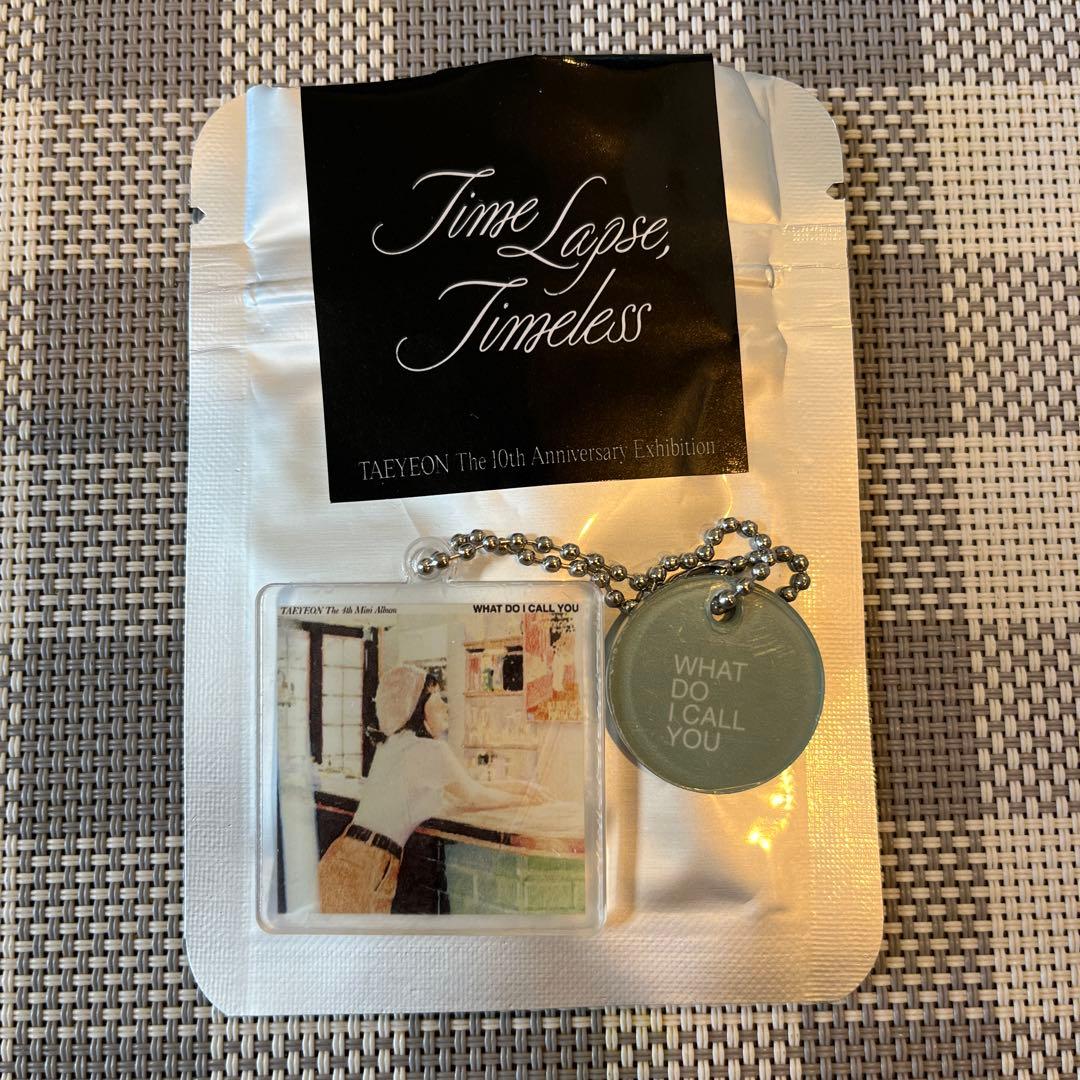 Time Lapse,
Timeless
TAEYEON The 10th Anniversary Exhibition
TAEYEON The 4th Mini Album
WHAT DO I CALL YOU
WHAT
DO
I CALL
YOU